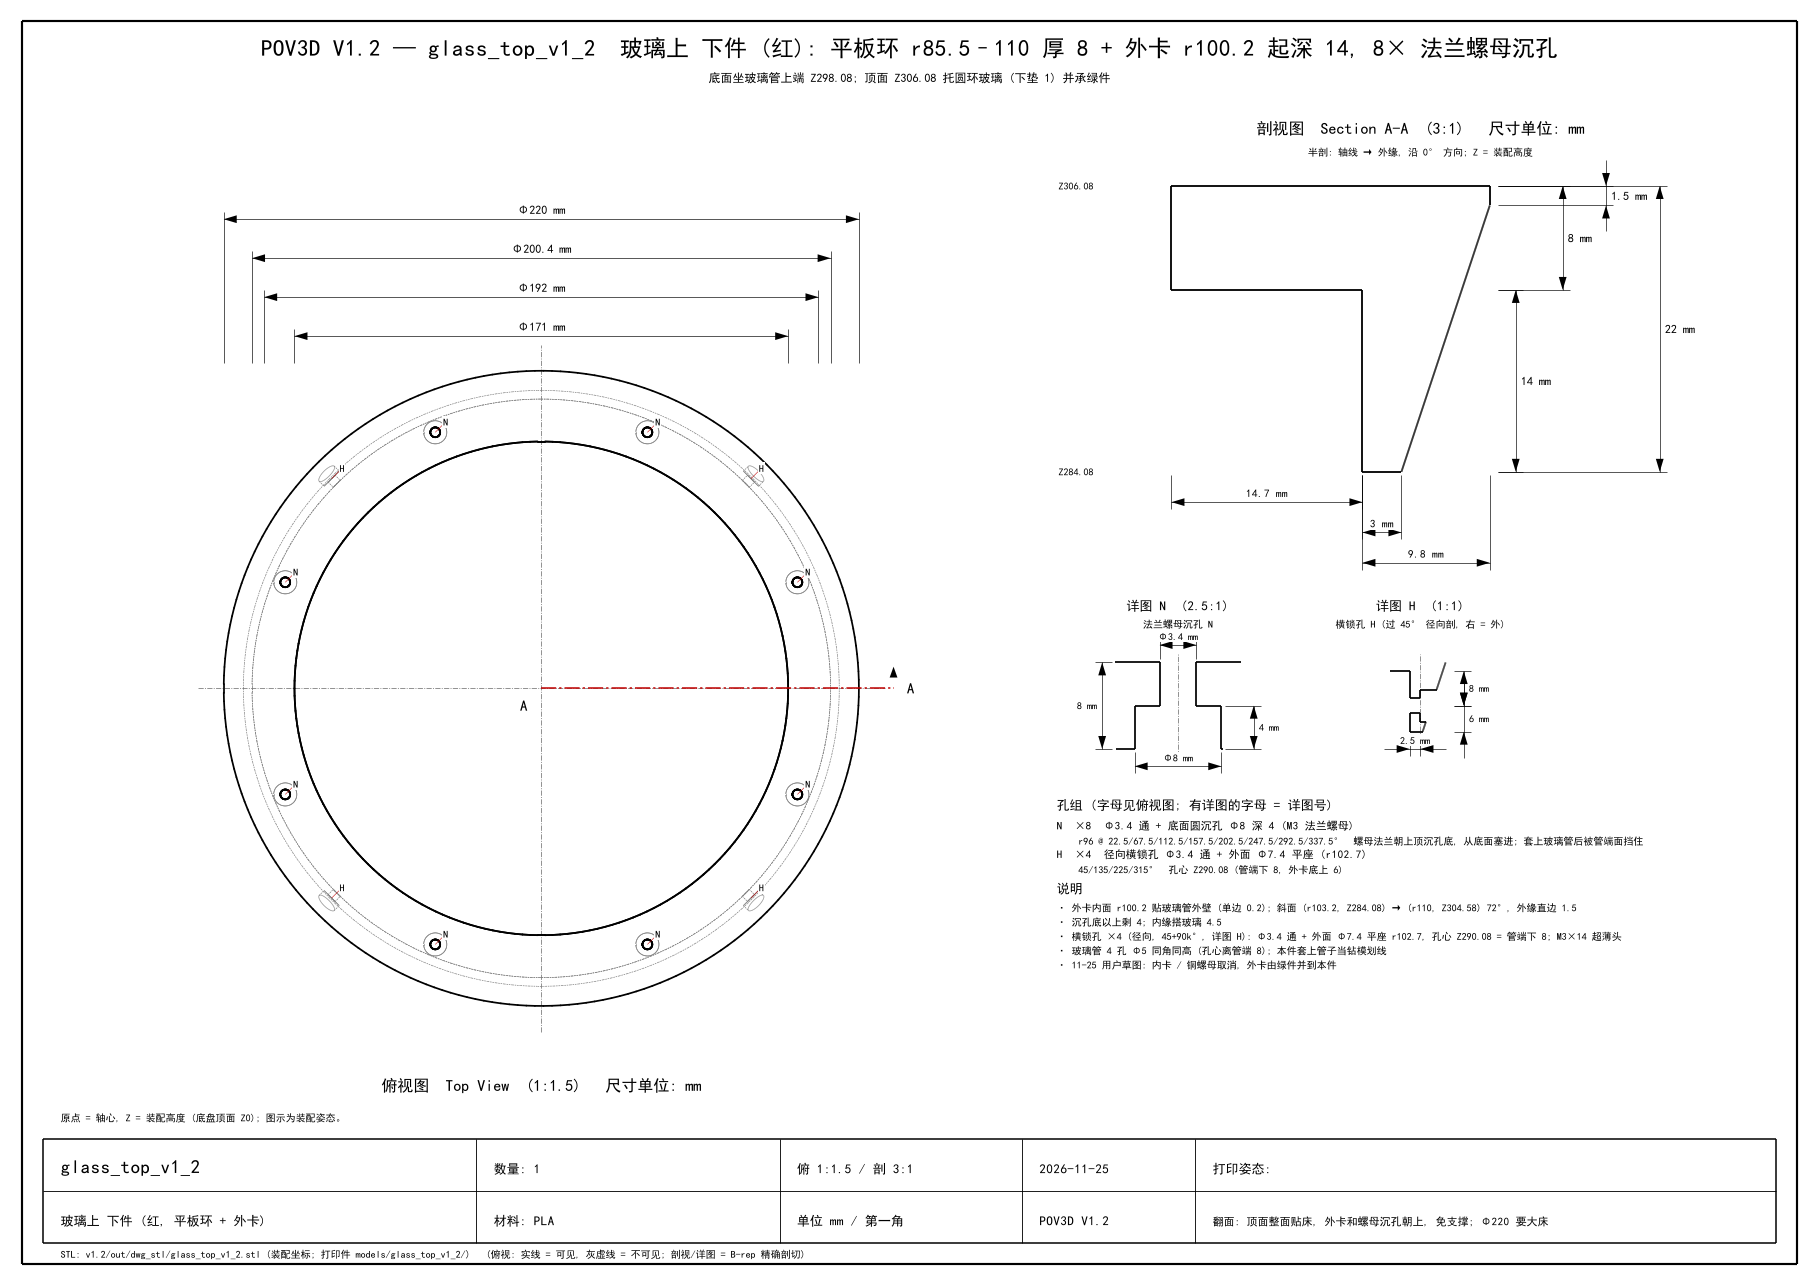 POV3D V1.2 — glass_top_v1_2  玻璃上 下件 (红): 平板环 r85.5–110 厚 8 + 外卡 r100.2 起深 14, 8× 法兰螺母沉孔
底面坐玻璃管上端 Z298.08; 顶面 Z306.08 托圆环玻璃 (下垫 1) 并承绿件
剖视图  Section A-A  (3:1)   尺寸单位: mm
半剖: 轴线 → 外缘, 沿 0° 方向; Z = 装配高度
Z306.08
1.5 mm
8 mm
22 mm
14 mm
Z284.08
14.7 mm
3 mm
9.8 mm
Φ220 mm
Φ200.4 mm
Φ192 mm
Φ171 mm
N
N
H
H
N
N
A
A
N
N
H
H
N
N
俯视图  Top View  (1:1.5)   尺寸单位: mm
详图 N  (2.5:1)
法兰螺母沉孔 N
Φ3.4 mm
8 mm
4 mm
Φ8 mm
详图 H  (1:1)
横锁孔 H (过 45° 径向剖, 右 = 外)
8 mm
6 mm
2.5 mm
孔组 (字母见俯视图; 有详图的字母 = 详图号)
N  ×8  Φ3.4 通 + 底面圆沉孔 Φ8 深 4 (M3 法兰螺母)
r96 @ 22.5/67.5/112.5/157.5/202.5/247.5/292.5/337.5°  螺母法兰朝上顶沉孔底, 从底面塞进; 套上玻璃管后被管端面挡住
H  ×4  径向横锁孔 Φ3.4 通 + 外面 Φ7.4 平座 (r102.7)
45/135/225/315°  孔心 Z290.08 (管端下 8, 外卡底上 6)
说明
· 外卡内面 r100.2 贴玻璃管外壁 (单边 0.2); 斜面 (r103.2, Z284.08) → (r110, Z304.58) 72°, 外缘直边 1.5
· 沉孔底以上剩 4; 内缘搭玻璃 4.5
· 横锁孔 ×4 (径向, 45+90k°, 详图 H): Φ3.4 通 + 外面 Φ7.4 平座 r102.7, 孔心 Z290.08 = 管端下 8; M3×14 超薄头
· 玻璃管 4 孔 Φ5 同角同高 (孔心离管端 8); 本件套上管子当钻模划线
· 11-25 用户草图: 内卡 / 铜螺母取消, 外卡由绿件并到本件
原点 = 轴心, Z = 装配高度 (底盘顶面 Z0); 图示为装配姿态。
glass_top_v1_2
数量: 1
俯 1:1.5 / 剖 3:1
2026-11-25
打印姿态:
玻璃上 下件 (红, 平板环 + 外卡)
材料: PLA
单位 mm / 第一角
POV3D V1.2
翻面: 顶面整面贴床, 外卡和螺母沉孔朝上, 免支撑; Φ220 要大床
STL: v1.2/out/dwg_stl/glass_top_v1_2.stl (装配坐标; 打印件 models/glass_top_v1_2/)   (俯视: 实线 = 可见, 灰虚线 = 不可见; 剖视/详图 = B-rep 精确剖切)